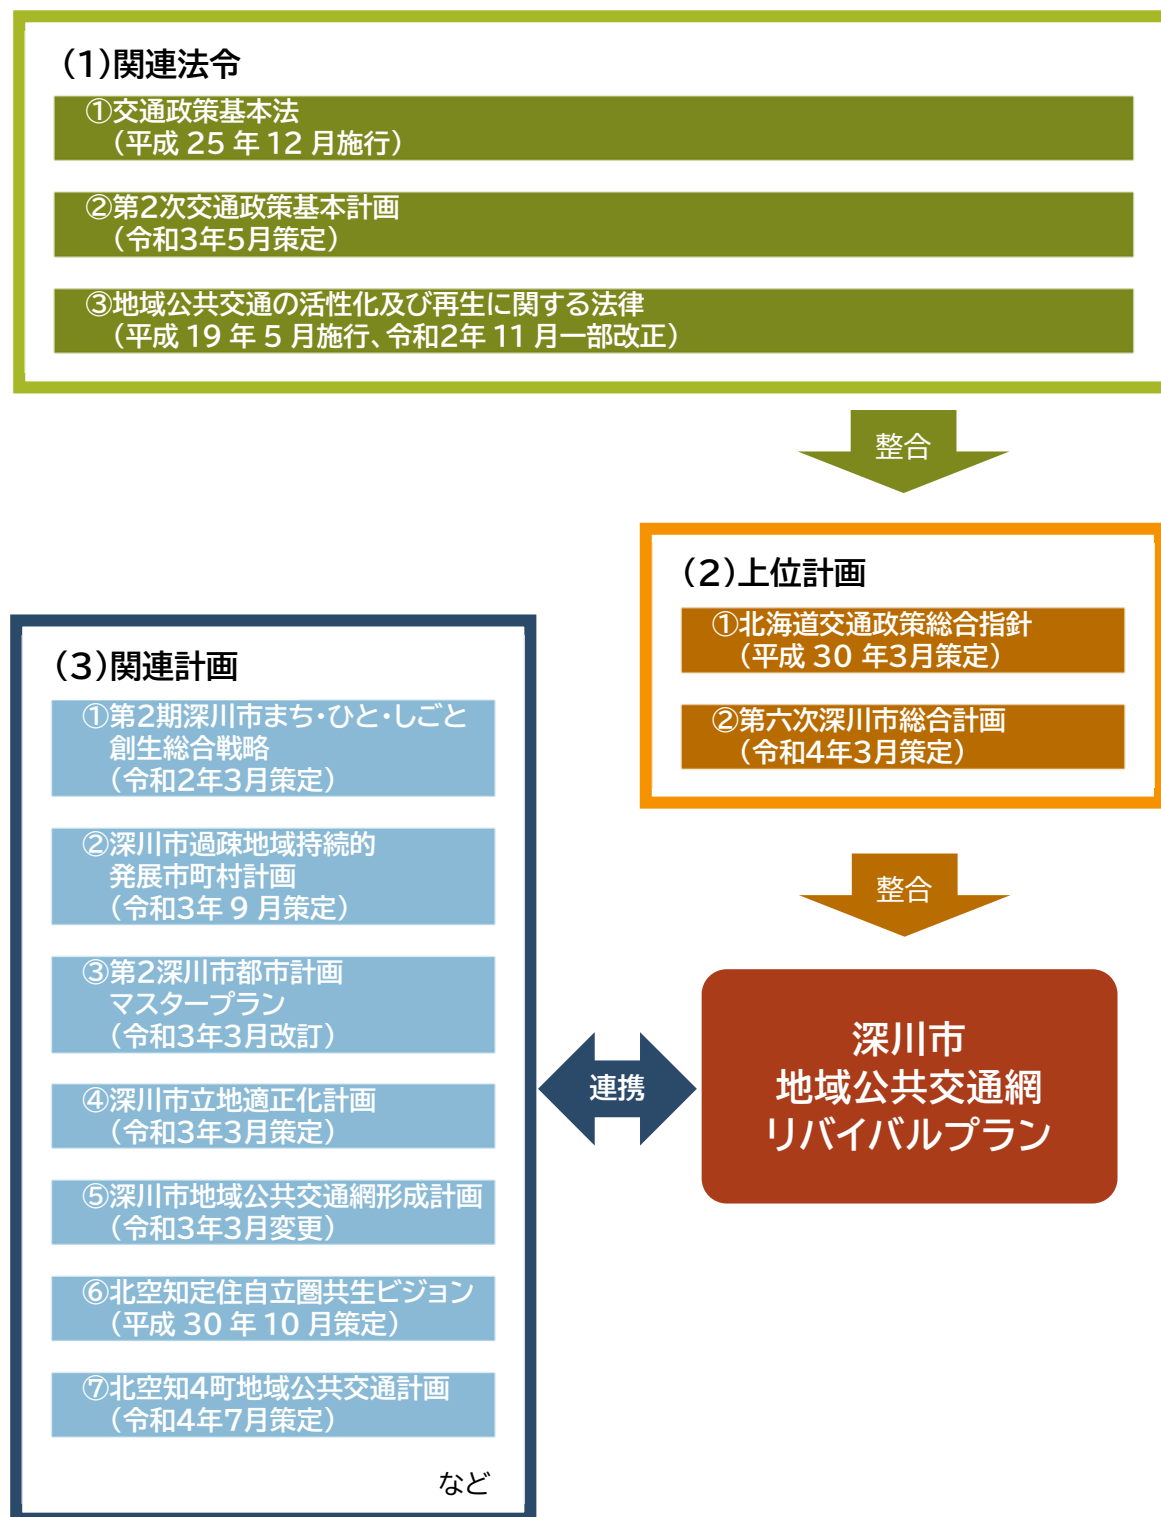 (1)関連法令
①交通政策基本法
(平成 25 年 12 月施行)
②第2次交通政策基本計画
(令和3年5月策定)
③地域公共交通の活性化及び再生に関する法律
(平成 19 年 5 月施行、令和2年 11 月一部改正)
整合
(2)上位計画
①北海道交通政策総合指針
(平成 30 年3月策定)
②第六次深川市総合計画
(令和4年3月策定)
整合
(3)関連計画
①第2期深川市まち・ひと・しごと
創生総合戦略
(令和2年3月策定)
②深川市過疎地域持続的
発展市町村計画
(令和3年 9 月策定)
③第2深川市都市計画
マスタープラン
(令和3年3月改訂)
④深川市立地適正化計画
(令和3年3月策定)
⑤深川市地域公共交通網形成計画
(令和3年3月変更)
⑥北空知定住自立圏共生ビジョン
(平成 30 年 10 月策定)
⑦北空知4町地域公共交通計画
(令和4年7月策定)
など
連携
深川市
地域公共交通網
リバイバルプラン